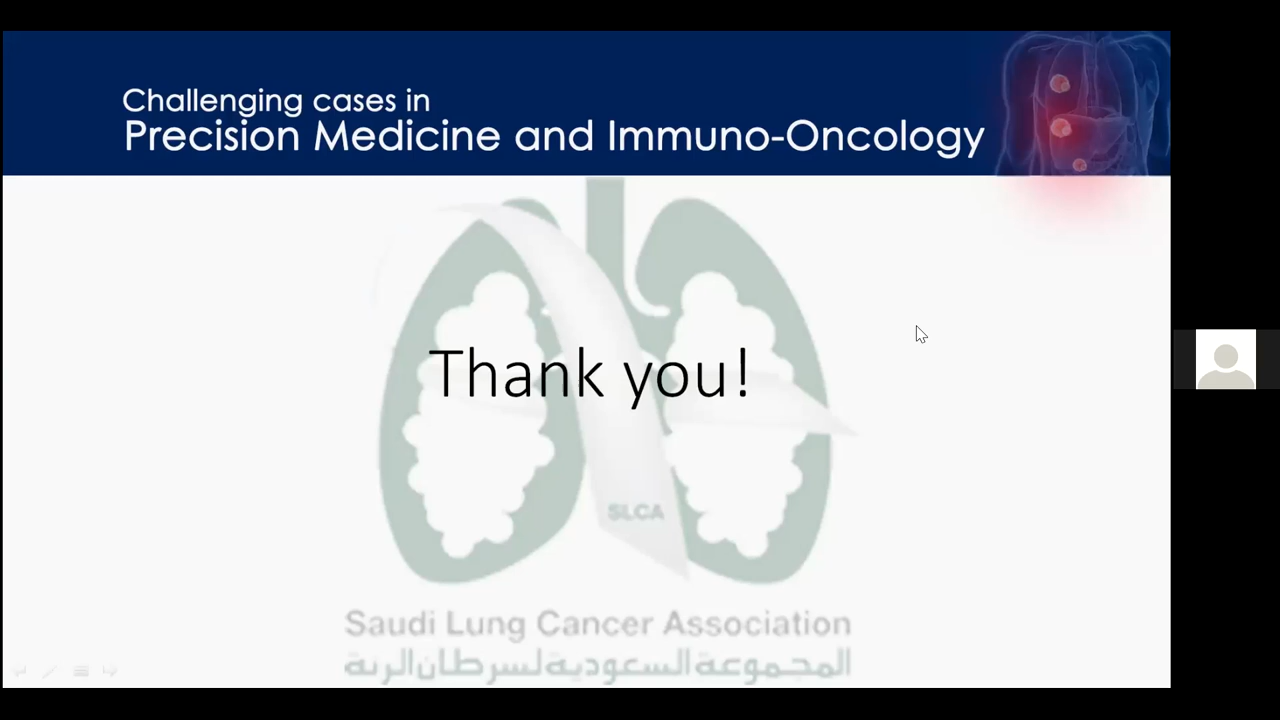 Challenging cases in
Precision Medicine and Immuno-Oncology
Thank you!
SLCA
Saudi Lung Cancer Association
المجموعة السعودية لسرطان الرئة